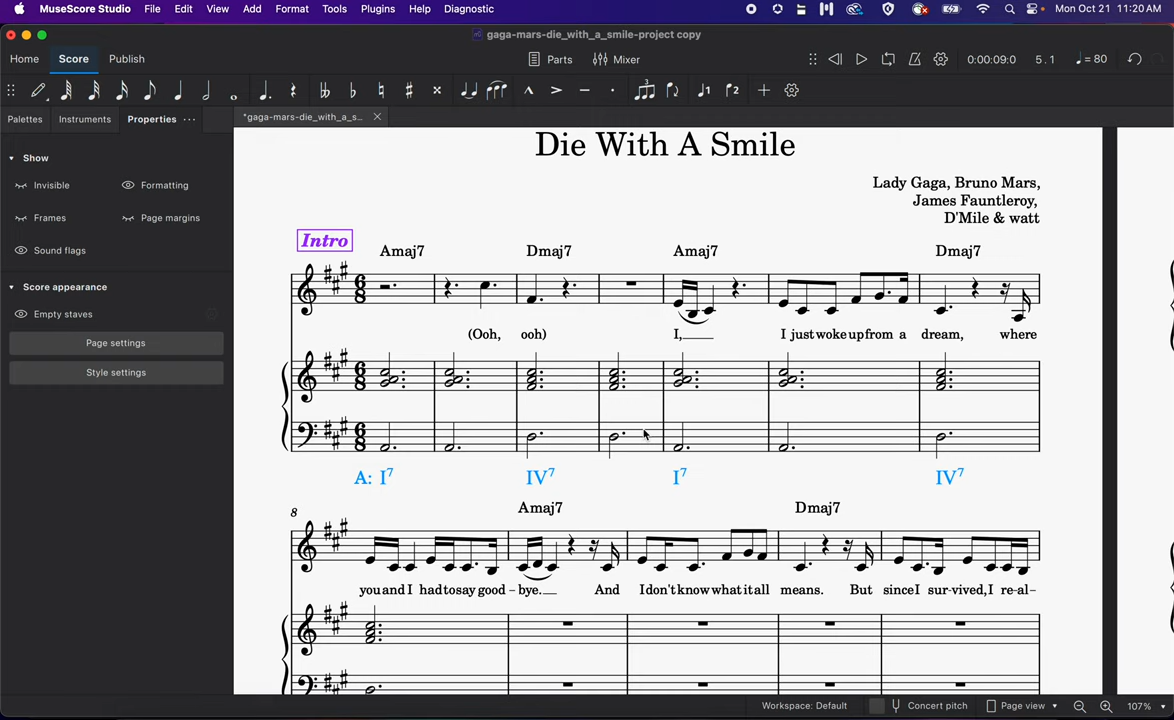 MuseScore Studio File Edit View Add Format Tools Plugins Help Diagnostic Mon Oct 21 11:20 AM
gaga-mars-die_with_a_smile-project copy
Home Score Publish Parts Mixer 0:00:09:0 5 . 1 = 80
Palettes Instruments Properties *gaga-mars-die_with_a_s...
Show
Invisible Formatting
Frames Page margins
Sound flags
Score appearance
Empty staves
Page settings
Style settings
Die With A Smile
Lady Gaga, Bruno Mars,
James Fauntleroy,
D'Mile & watt
Intro
Amaj7 Dmaj7 Amaj7 Dmaj7
(Ooh, ooh) I, I just woke up from a dream, where
A: I7 IV7 I7 IV7
8
Amaj7 Dmaj7
you and I had to say good - bye. And I don't know what it all means. But since I sur-vived, I re-al-
Workspace: Default Concert pitch Page view 107%